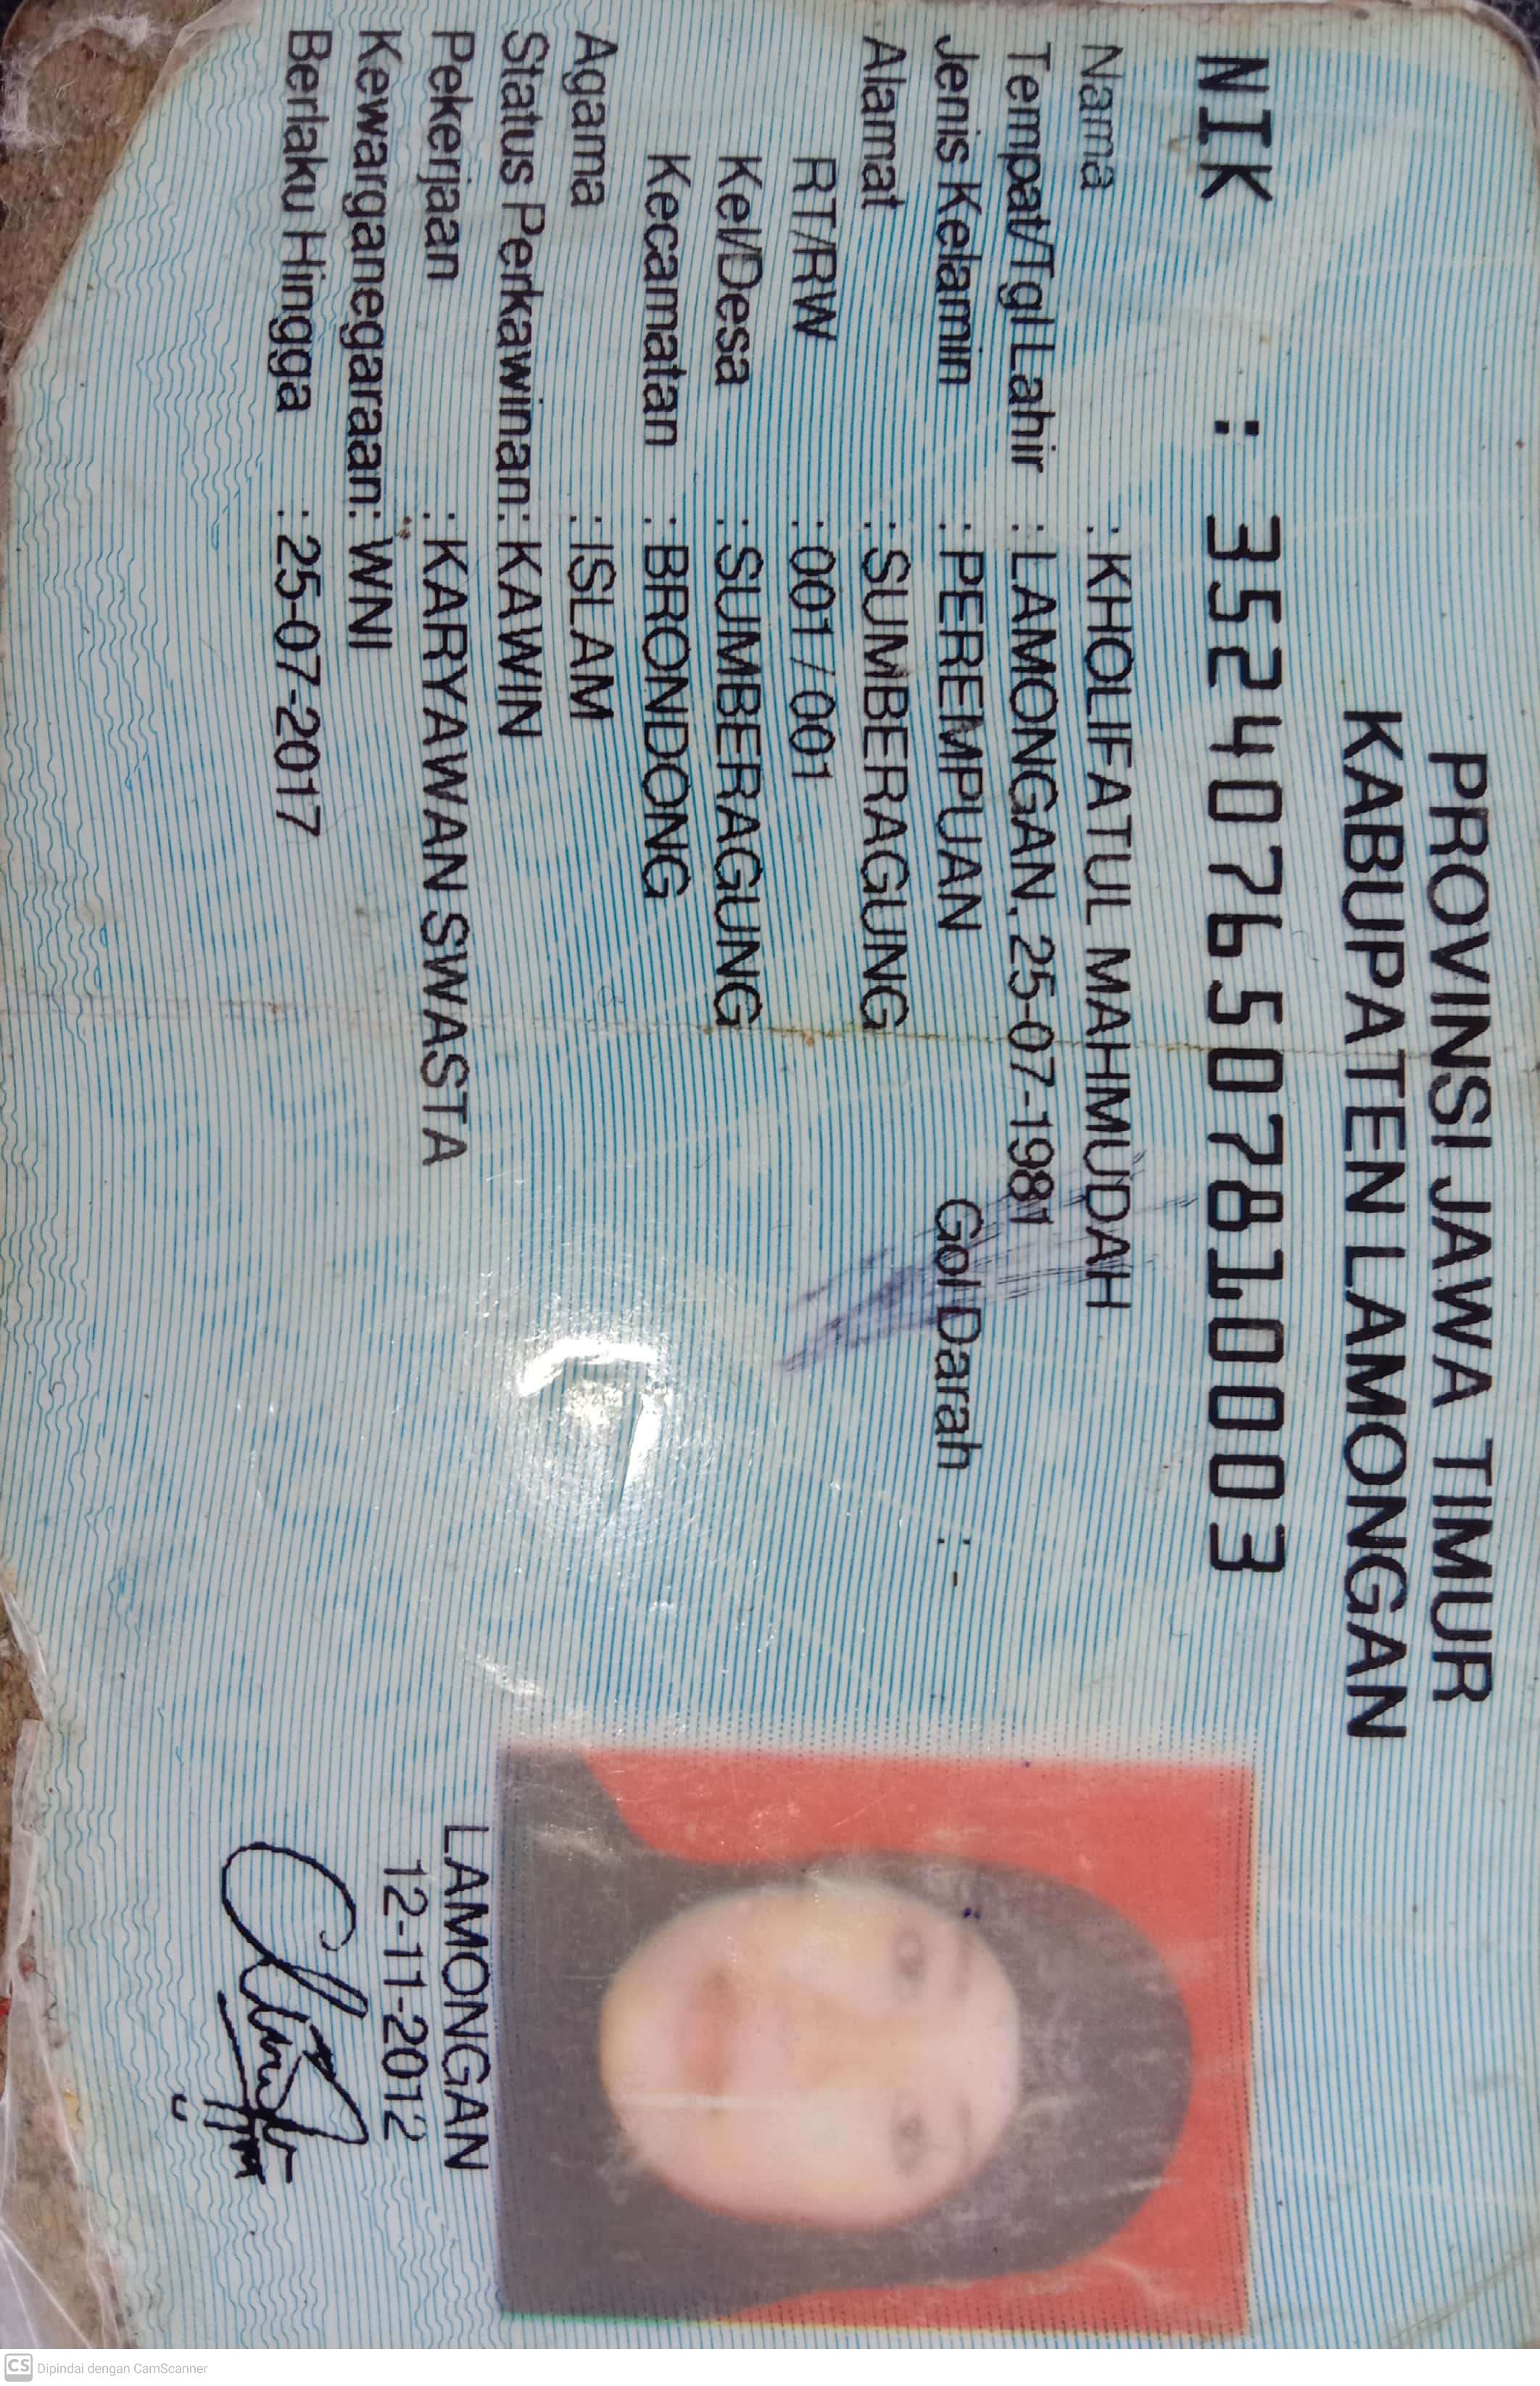 PROVINSI JAWA TIMUR
KABUPATEN LAMONGAN
NIK : 3524076507810003
Nama : KHOLIFATUL MAHMUDAH
Tempat/Tgl Lahir : LAMONGAN, 25-07-1981
Jenis Kelamin : PEREMPUAN Gol Darah : -
Alamat : SUMBERAGUNG
RT/RW : 001 / 001
Kel/Desa : SUMBERAGUNG
Kecamatan : BRONDONG
Agama : ISLAM
Status Perkawinan: KAWIN
Pekerjaan : KARYAWAN SWASTA
Kewarganegaraan: WNI
Berlaku Hingga : 25-07-2017
LAMONGAN
12-11-2012
CS Dipindai dengan CamScanner